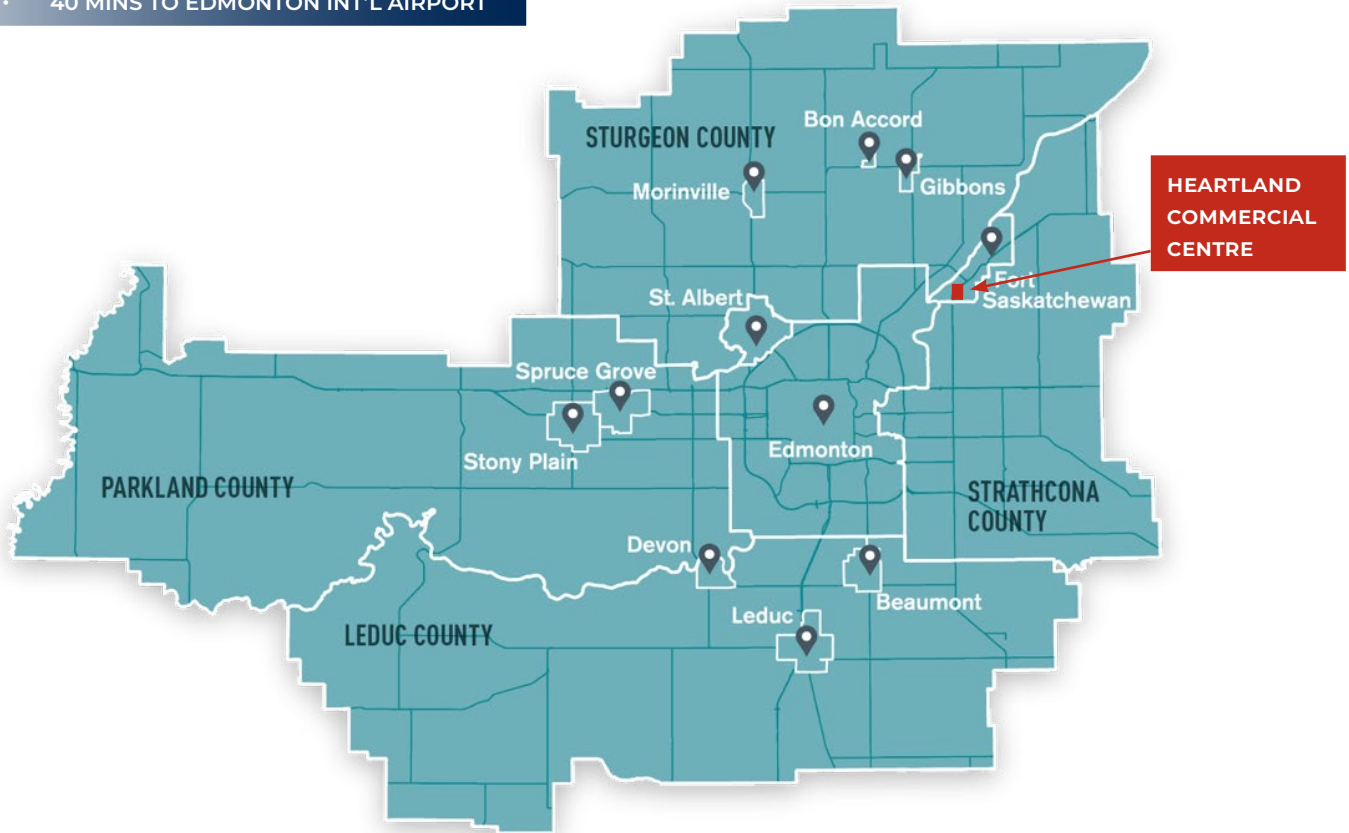 • 40 MINS TO EDMONTON INT'L AIRPORT
Bon Accord
STURGEON COUNTY
Morinville
Gibbons
HEARTLAND
COMMERCIAL
CENTRE
Fort
Saskatchewan
St. Albert
Spruce Grove
Stony Plain
Edmonton
PARKLAND COUNTY
STRATHCONA
COUNTY
Devon
Beaumont
Leduc
LEDUC COUNTY